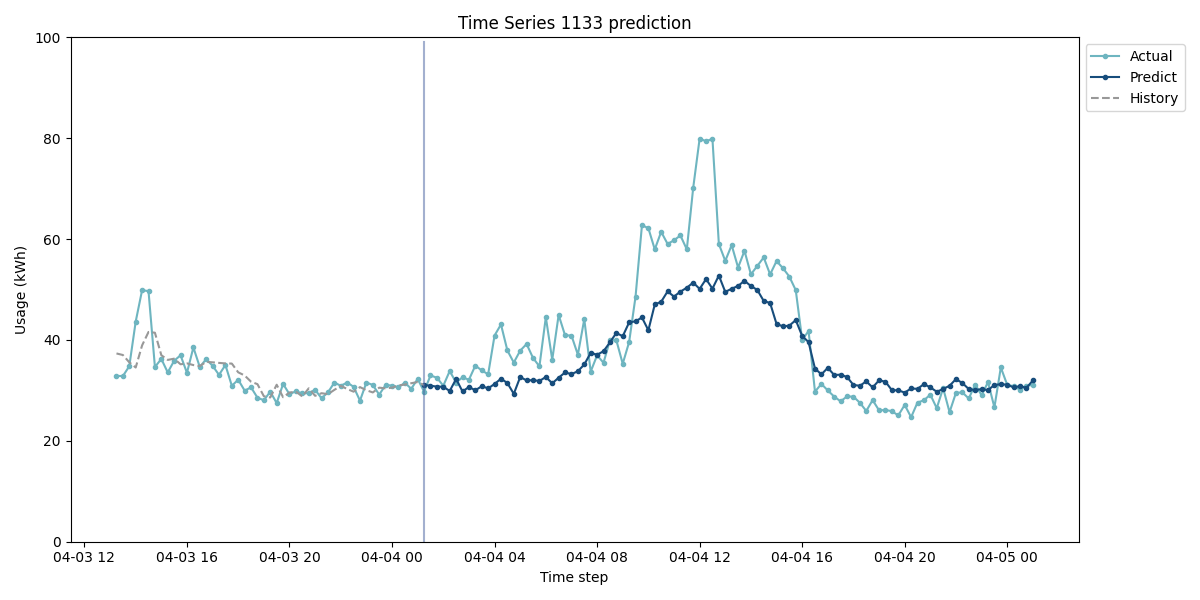 Time Series 1133 prediction
100
80
60
40
20
0
Usage (kWh)
04-03 12
04-03 16
04-03 20
04-04 00
04-04 04
04-04 08
04-04 12
04-04 16
04-04 20
04-05 00
Time step
Actual
Predict
History